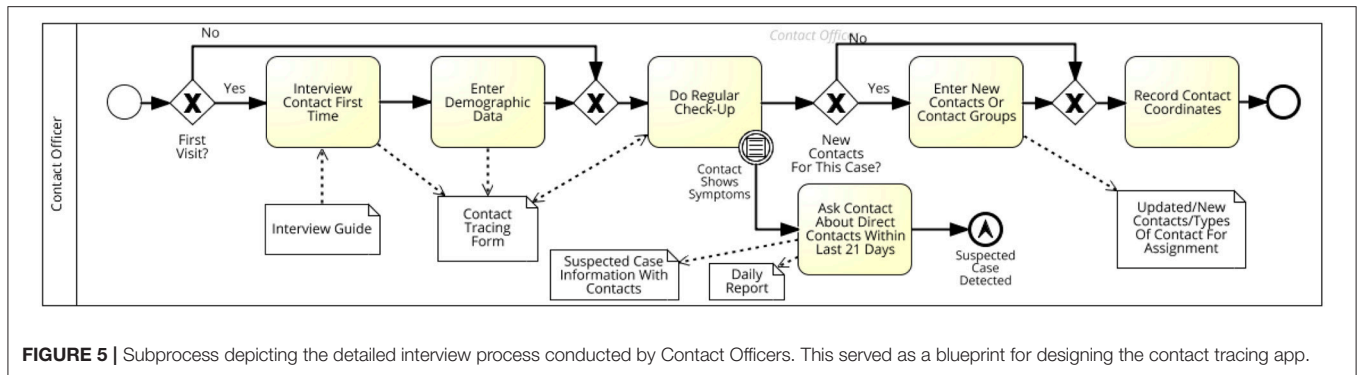 Contact Officer
Contact Officer
No
Yes
First
Visit?
Interview
Contact First
Time
Enter
Demographic
Data
Do Regular
Check-Up
No
Yes
New
Contacts
For This Case?
Enter New
Contacts Or
Contact Groups
Record Contact
Coordinates
Contact
Shows
Symptoms
Interview Guide
Contact
Tracing
Form
Ask Contact
About Direct
Contacts Within
Last 21 Days
Suspected
Case
Detected
Updated/New
Contacts/Types
Of Contact For
Assignment
Suspected Case
Information With
Contacts
Daily
Report
FIGURE 5 | Subprocess depicting the detailed interview process conducted by Contact Officers. This served as a blueprint for designing the contact tracing app.